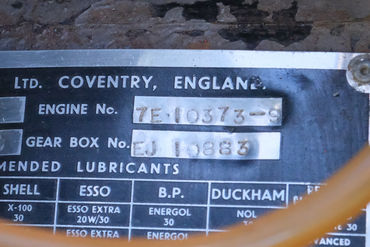 LTD. COVENTRY, ENGLAND.
ENGINE No. 7E.10373-9
GEAR BOX No. EJ 10883
MENDED LUBRICANTS
SHELL ESSO B.P. DUCKHAM
X-100 30 ESSO EXTRA 20W/30 ENERGOL 30 NOL 30
ESSO EXTRA ENERGOL